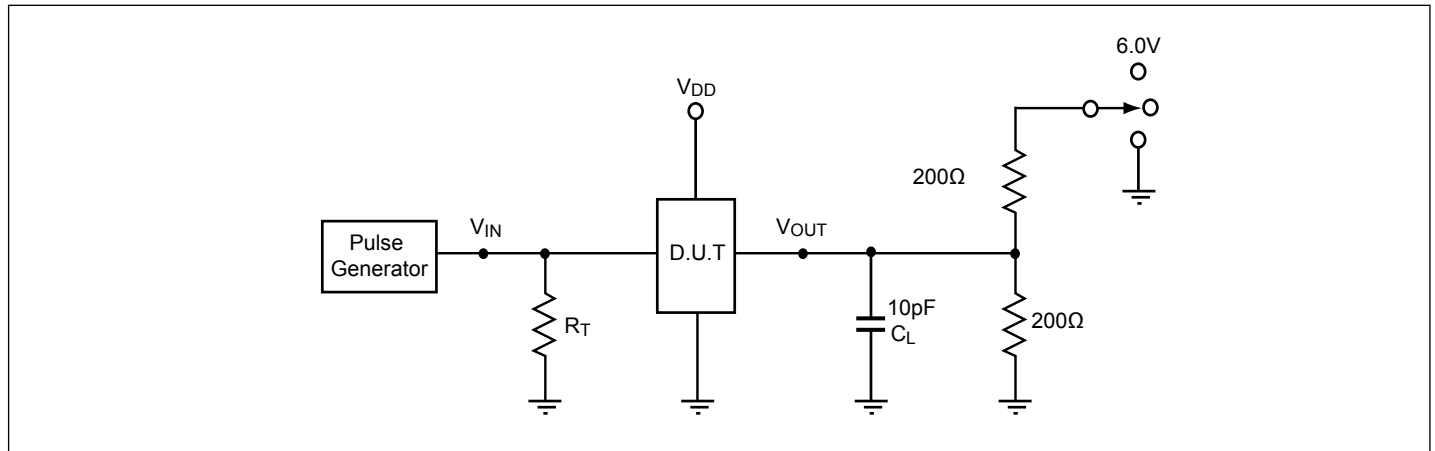 6.0V
VDD
200Ω
VIN
VOUT
Pulse
Generator
D.U.T
RT
10pF
CL
200Ω